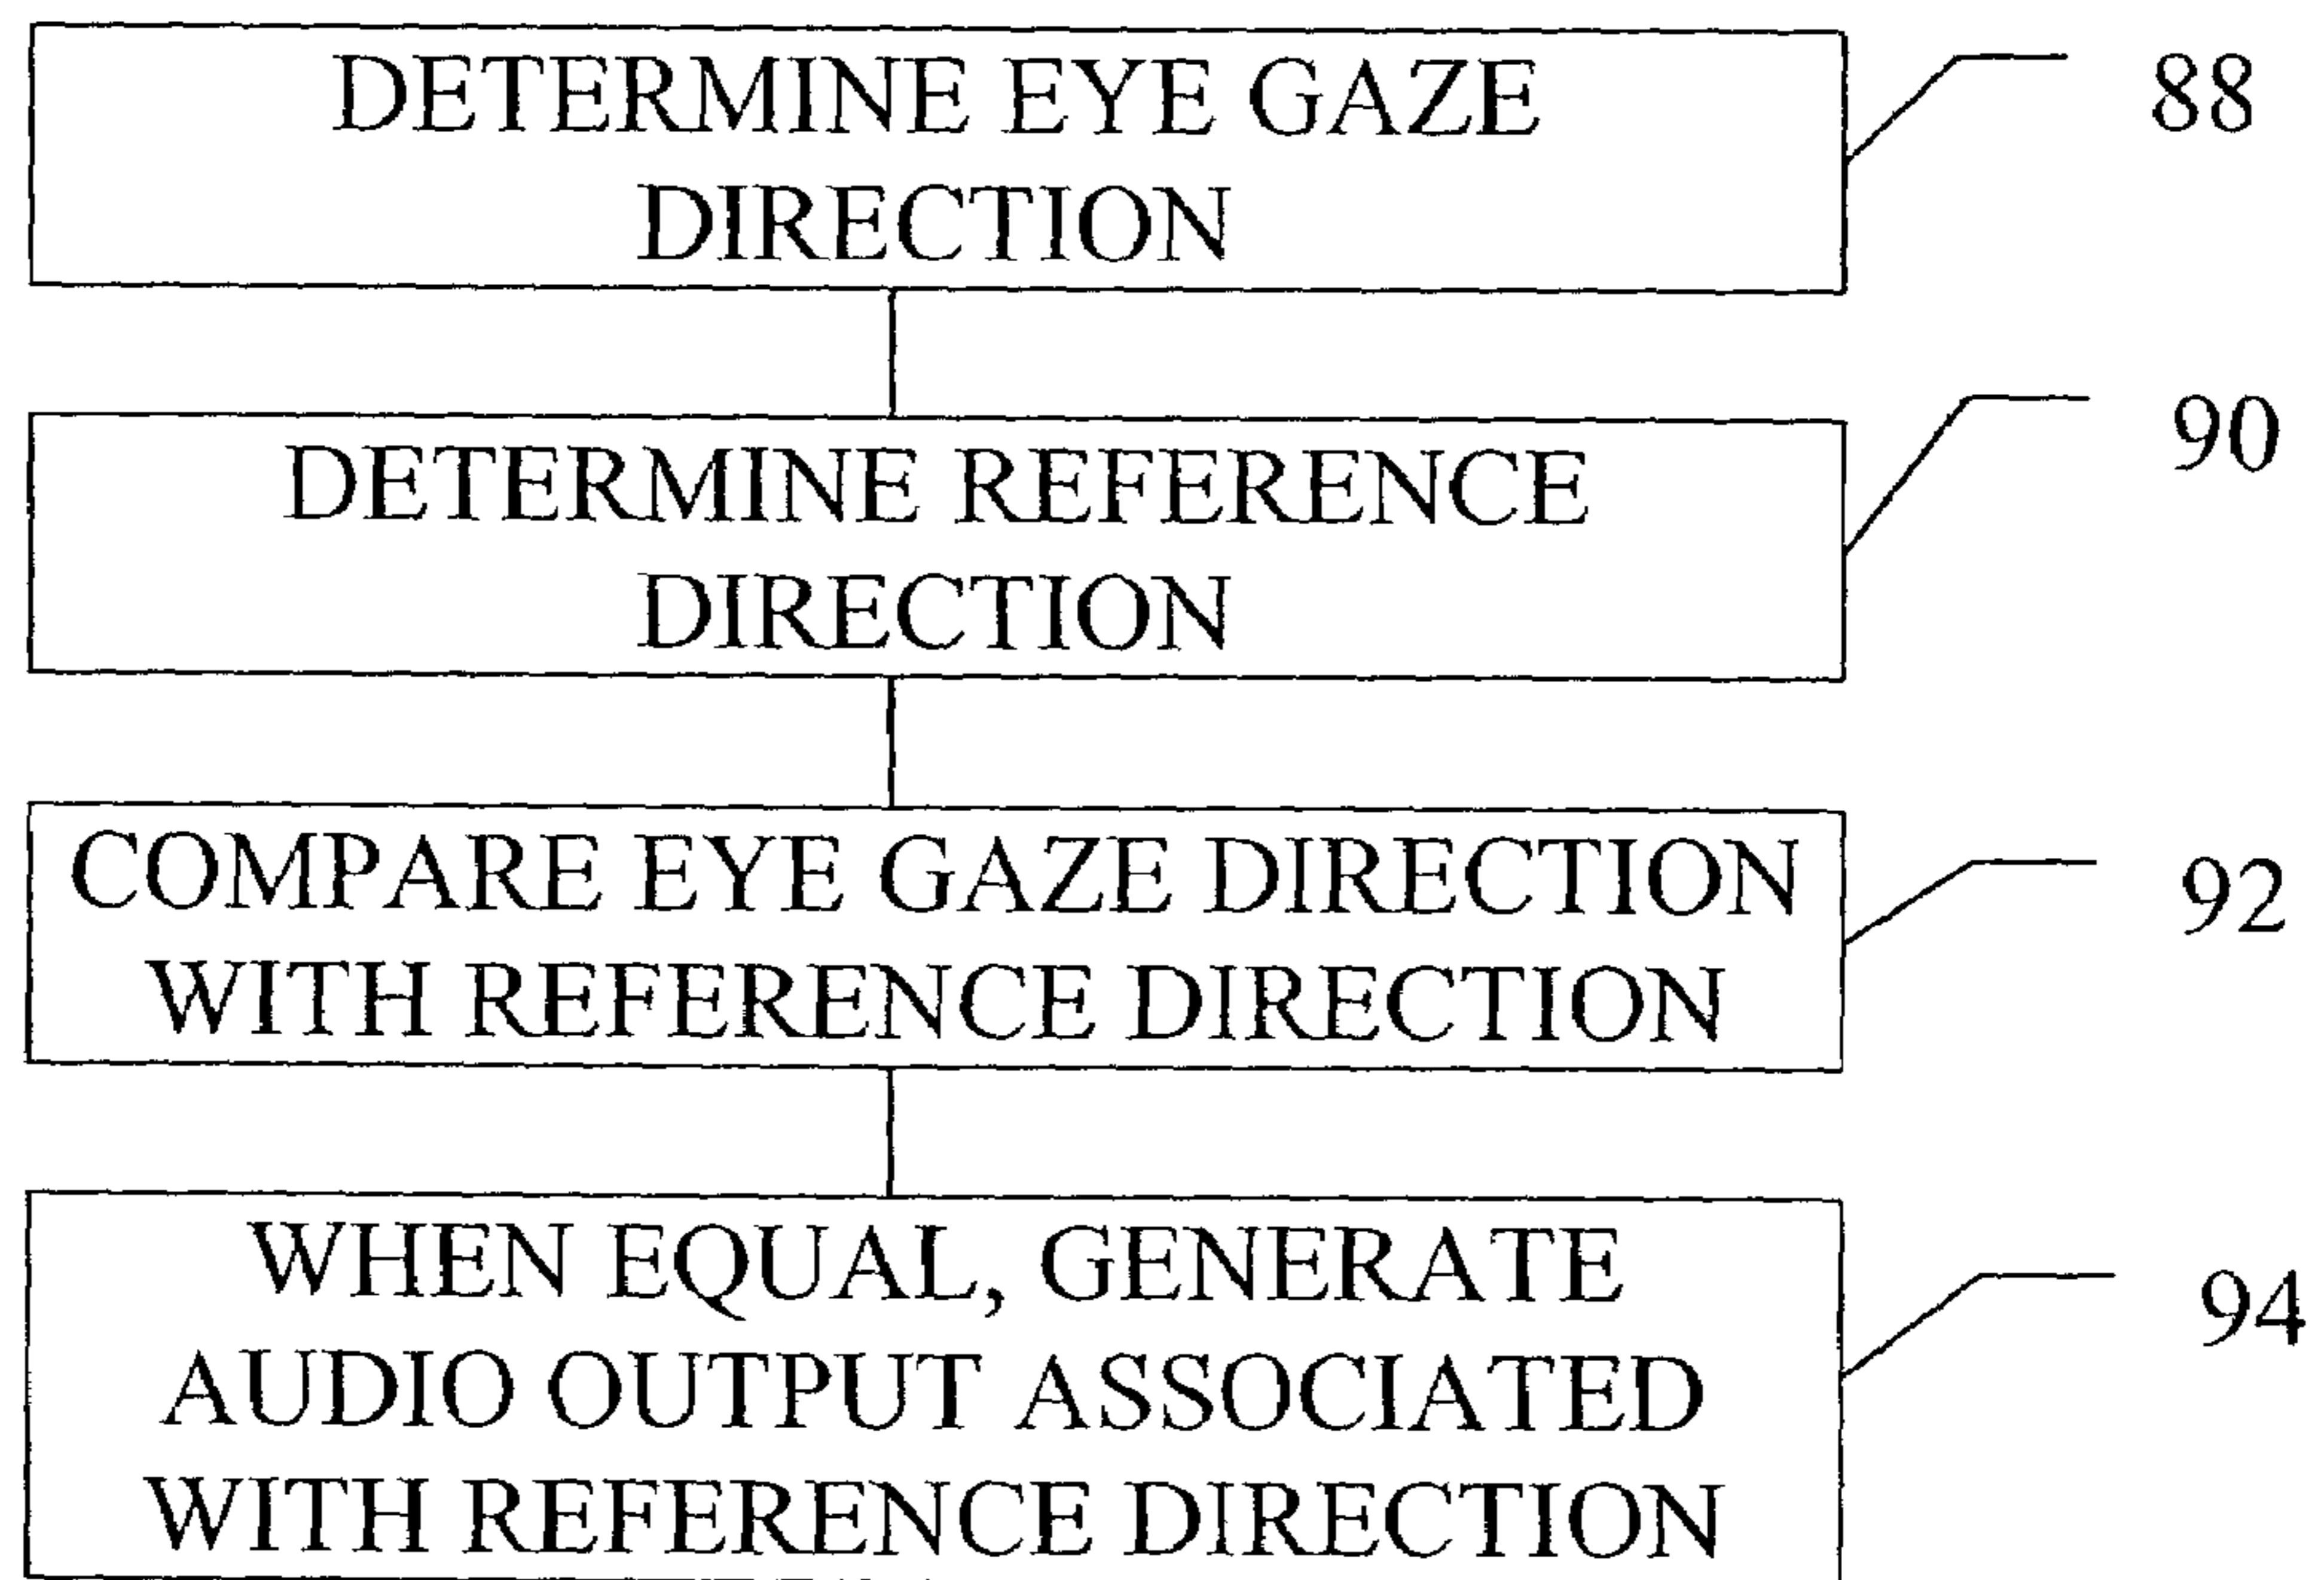 DETERMINE EYE GAZE
DIRECTION
88
DETERMINE REFERENCE
DIRECTION
90
COMPARE EYE GAZE DIRECTION
WITH REFERENCE DIRECTION
92
WHEN EQUAL, GENERATE
AUDIO OUTPUT ASSOCIATED
WITH REFERENCE DIRECTION
94